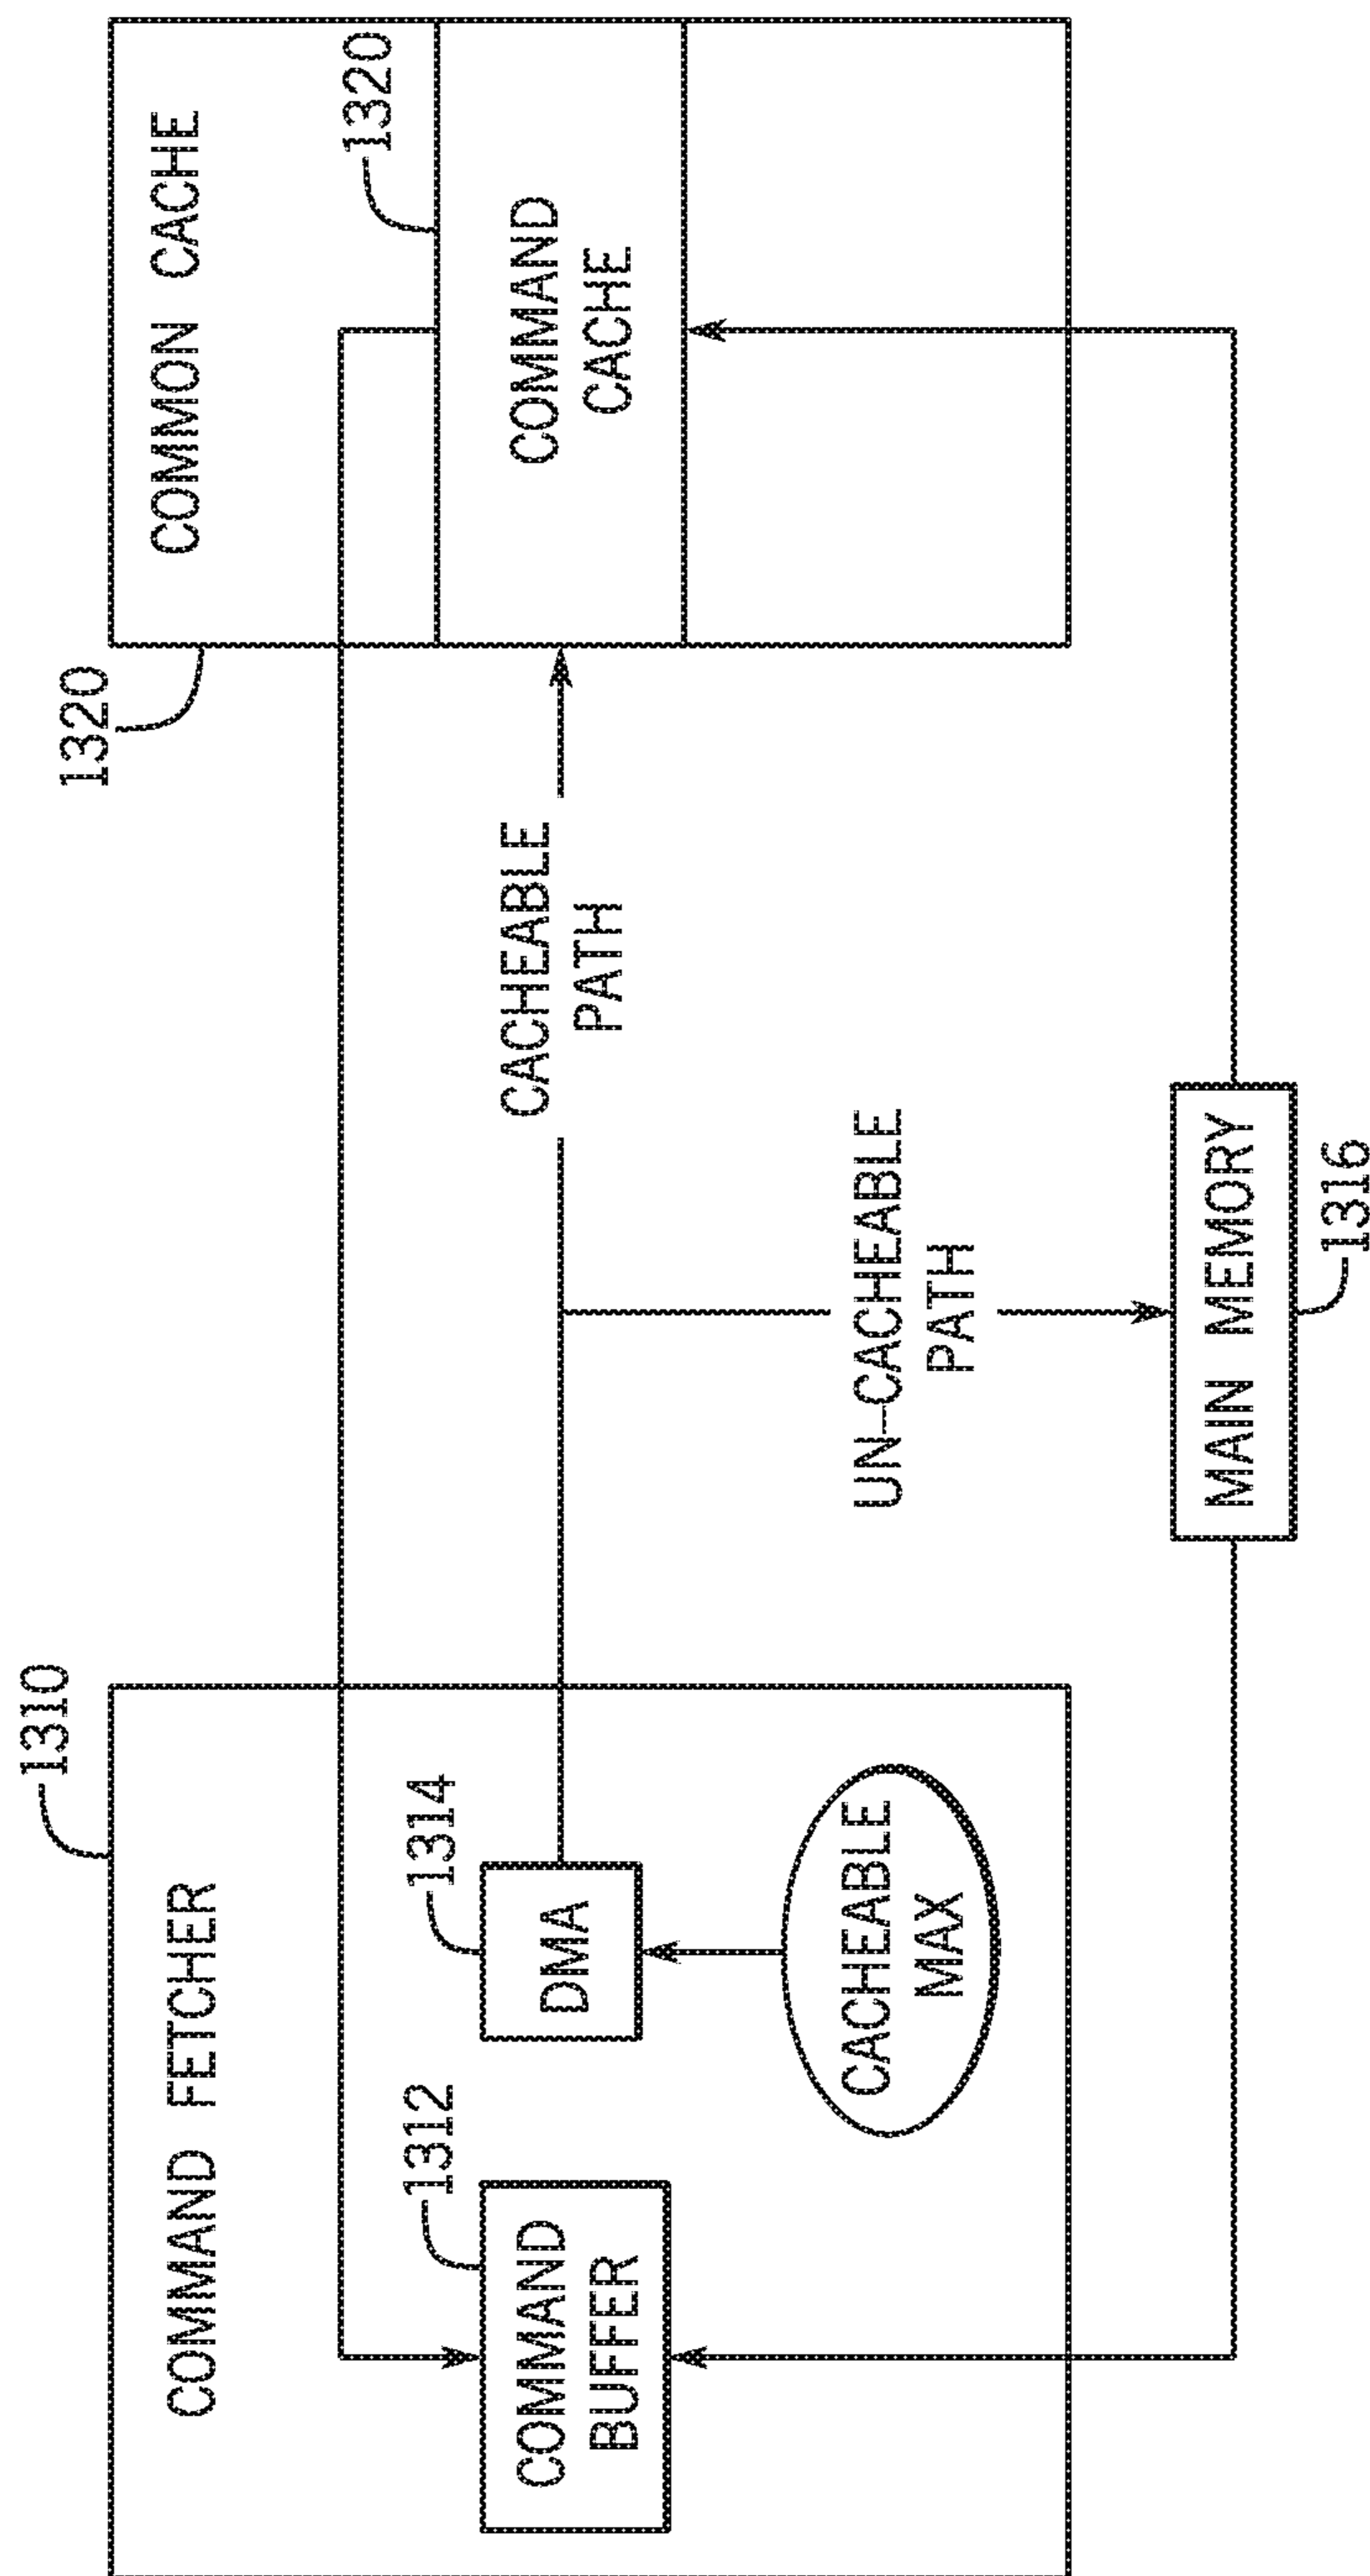 1310
COMMAND FETCHER
1312
COMMAND
BUFFER
1314
DMA
CACHEABLE
MAX
CACHEABLE
PATH
UN-CACHEABLE
PATH
MAIN MEMORY
1316
1320
COMMON CACHE
1320
COMMAND
CACHE